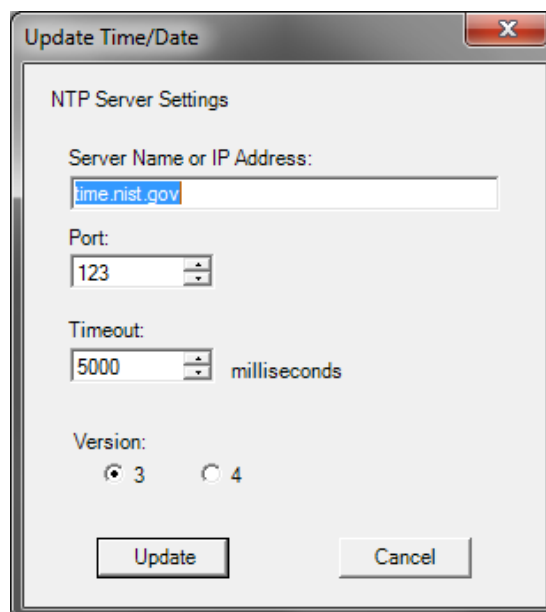 Update Time/Date
NTP Server Settings
Server Name or IP Address:
time.nist.gov
Port:
123
Timeout:
5000 milliseconds
Version:
3 4
Update Cancel